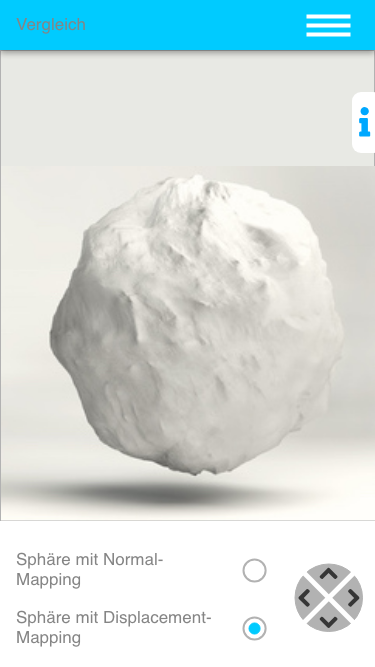 Vergleich
Sphäre mit Normal-
Mapping
Sphäre mit Displacement-
Mapping